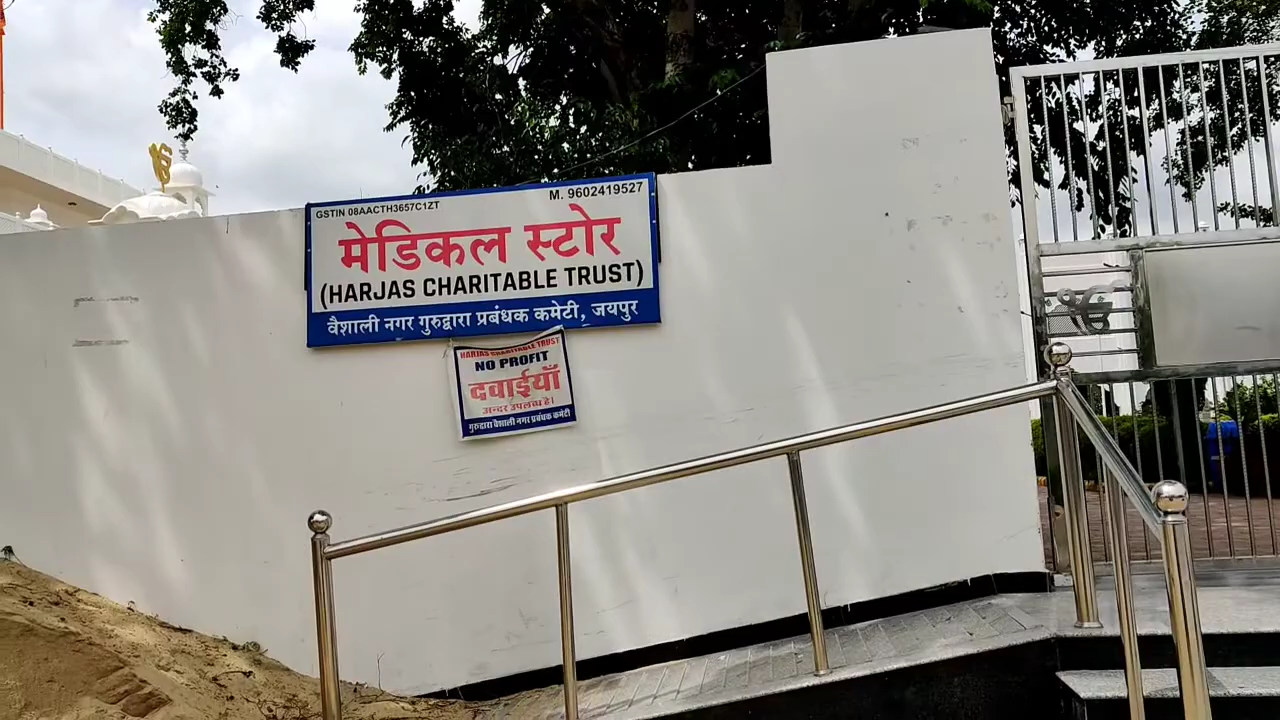 GSTIN 08AACTH3657C1ZT
M. 9602419527
मेडिकल स्टोर
(HARJAS CHARITABLE TRUST)
वैशाली नगर गुरुद्वारा प्रबंधक कमेटी, जयपुर
HARJAS CHARITABLE TRUST
NO PROFIT
दवाईयाँ
अन्दर उपलब्ध है।
गुरुद्वारा वैशाली नगर प्रबंधक कमेटी